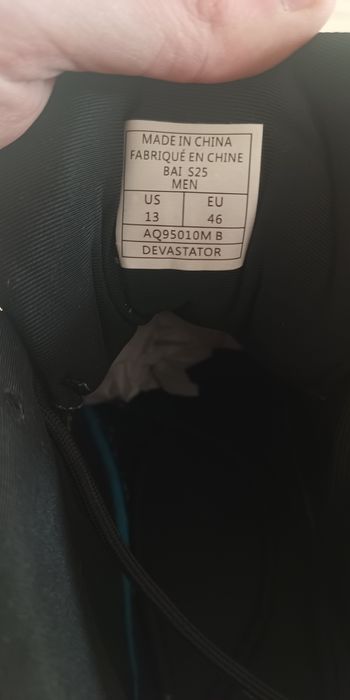 MADE IN CHINA
FABRIQUÉ EN CHINE
BAI S25
MEN
US EU
13 46
AQ95010M B
DEVASTATOR